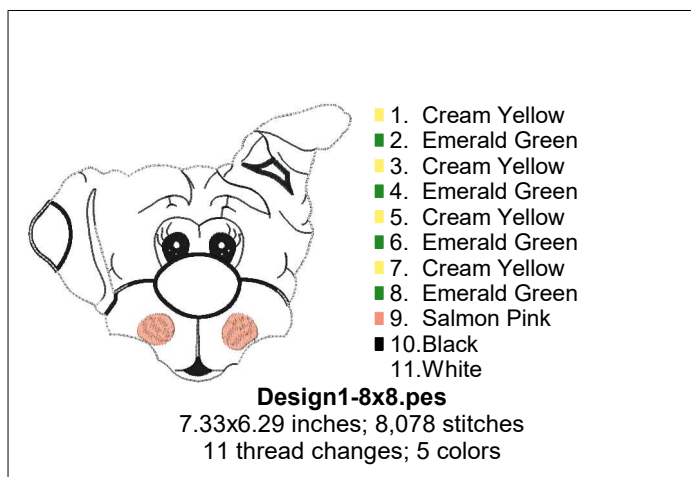 1. Cream Yellow
2. Emerald Green
3. Cream Yellow
4. Emerald Green
5. Cream Yellow
6. Emerald Green
7. Cream Yellow
8. Emerald Green
9. Salmon Pink
10.Black
11.White
Design1-8x8.pes
7.33x6.29 inches; 8,078 stitches
11 thread changes; 5 colors